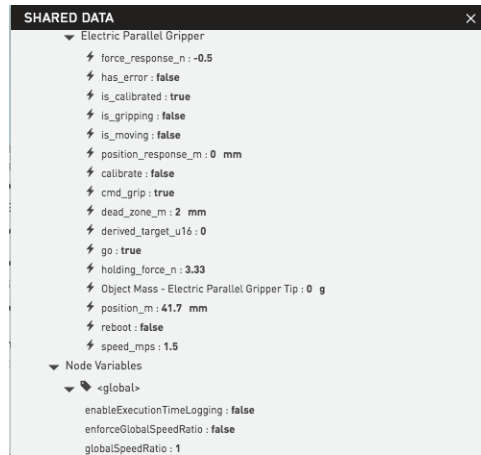 SHARED DATA
Electric Parallel Gripper
force_response_n : -0.5
has_error : false
is_calibrated : true
is_gripping : false
is_moving : false
position_response_m : 0 mm
calibrate : false
cmd_grip : true
dead_zone_m : 2 mm
derived_target_u16 : 0
go : true
holding_force_n : 3.33
Object Mass - Electric Parallel Gripper Tip : 0 g
position_m : 41.7 mm
reboot : false
speed_mps : 1.5
Node Variables
<global>
enableExecutionTimeLogging : false
enforceGlobalSpeedRatio : false
globalSpeedRatio : 1